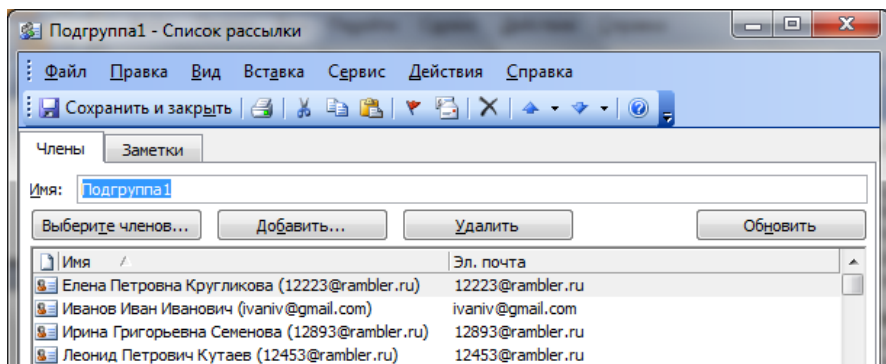 Подгруппа1 - Список рассылки
Файл Правка Вид Вставка Сервис Действия Справка
Сохранить и закрыть
Члены Заметки
Имя: Подгруппа1
Выберите членов... Добавить... Удалить Обновить
Имя Эл. почта
Елена Петровна Кругликова (12223@rambler.ru) 12223@rambler.ru
Иванов Иван Иванович (ivaniv@gmail.com) ivaniv@gmail.com
Ирина Григорьевна Семенова (12893@rambler.ru) 12893@rambler.ru
Леонид Петрович Кутаев (12453@rambler.ru) 12453@rambler.ru